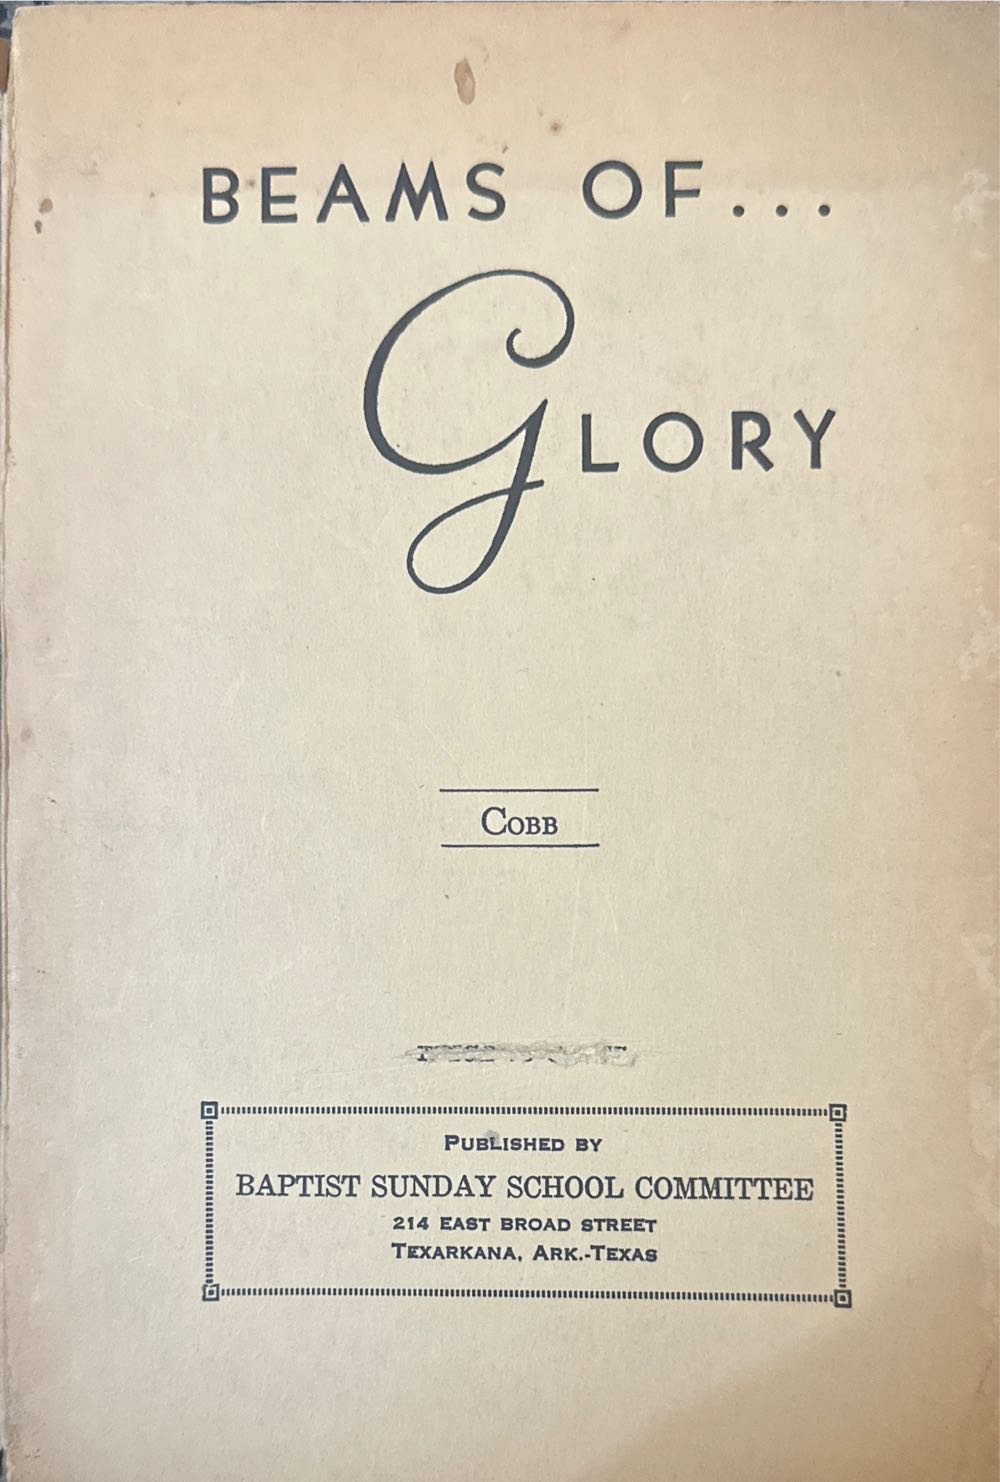 BEAMS OF...
GLORY
COBB
PUBLISHED BY
BAPTIST SUNDAY SCHOOL COMMITTEE
214 EAST BROAD STREET
TEXARKANA, ARK.-TEXAS